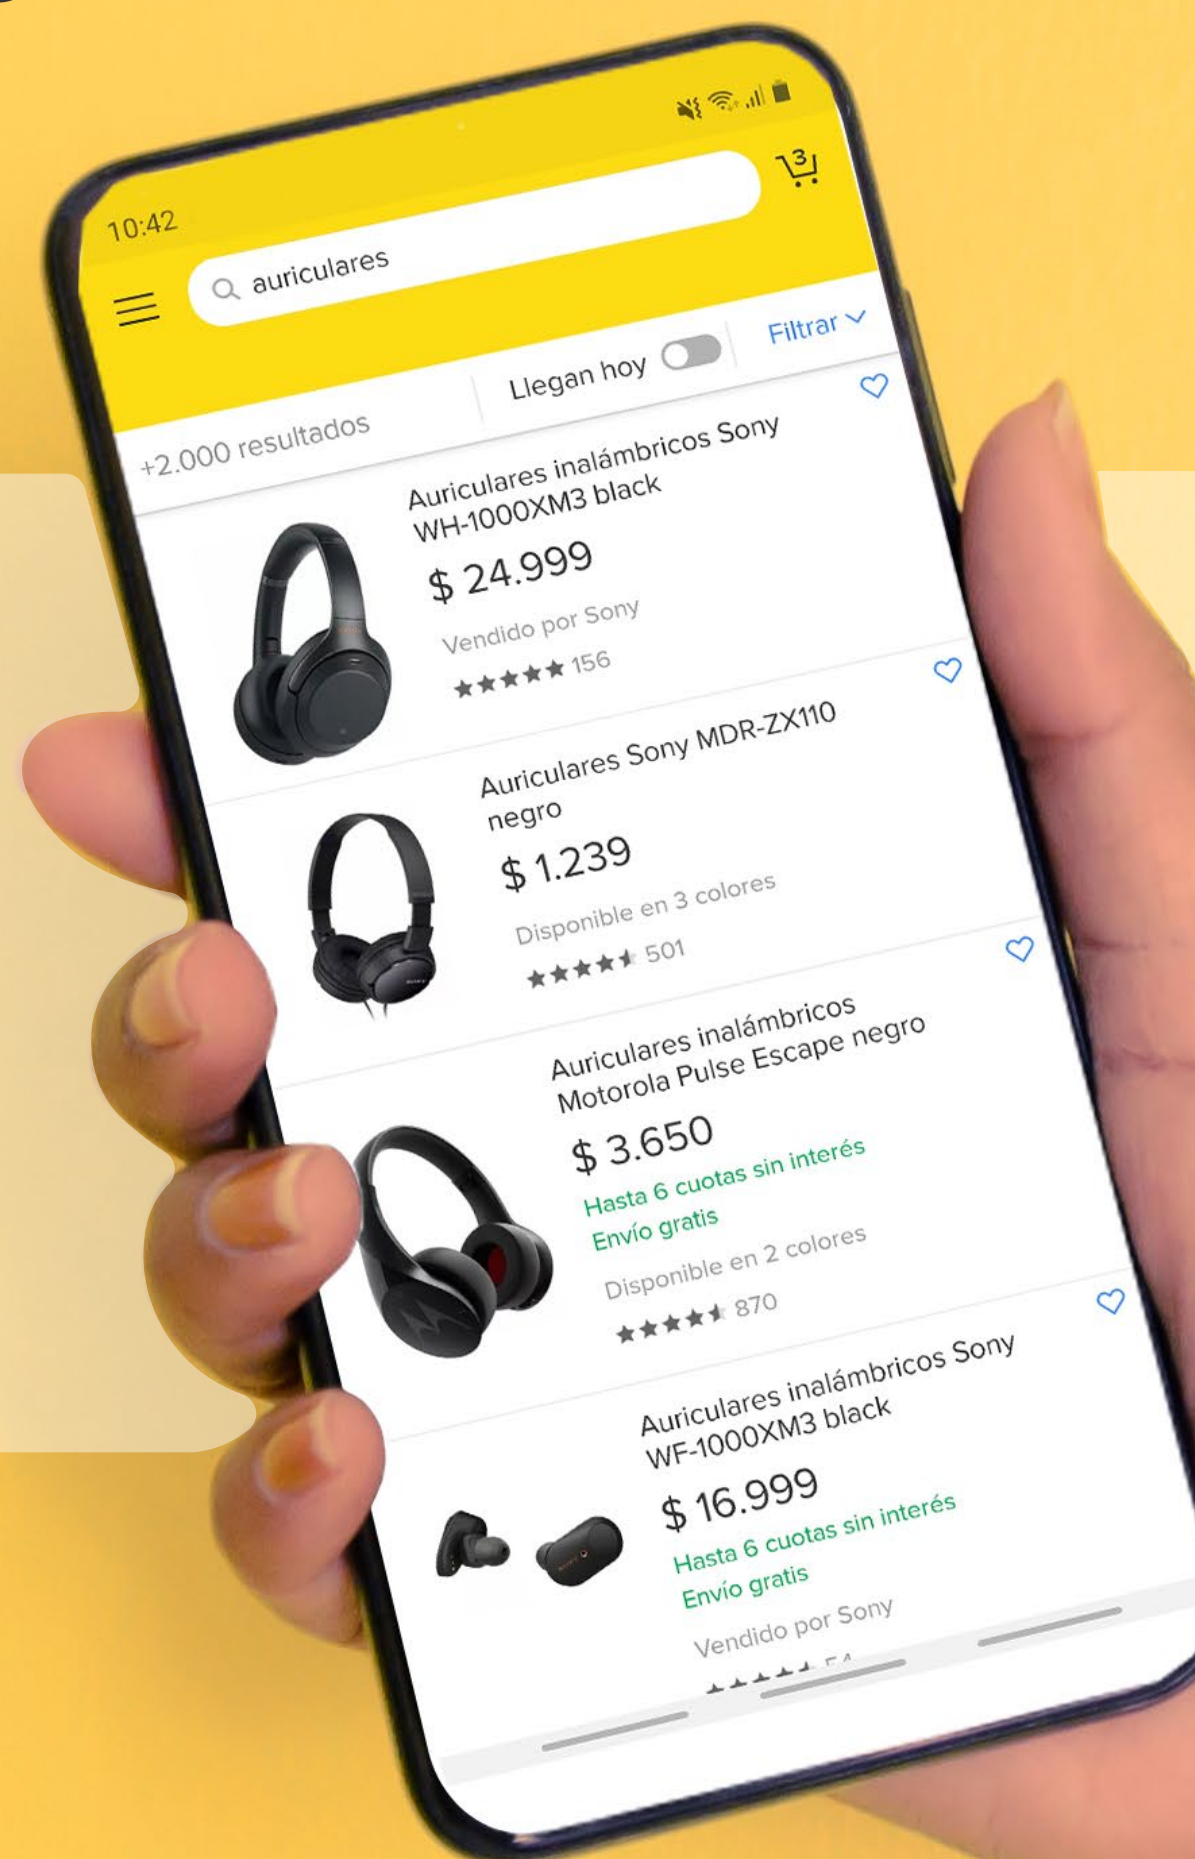 10:42
3
auriculares
+2.000 resultados
Llegan hoy
Filtrar
Auriculares inalámbricos Sony
WH-1000XM3 black
$ 24.999
Vendido por Sony
156
Auriculares Sony MDR-ZX110
negro
$ 1.239
Disponible en 3 colores
501
Auriculares inalámbricos
Motorola Pulse Escape negro
$ 3.650
Hasta 6 cuotas sin interés
Envío gratis
Disponible en 2 colores
870
Auriculares inalámbricos Sony
WF-1000XM3 black
$ 16.999
Hasta 6 cuotas sin interés
Envío gratis
Vendido por Sony